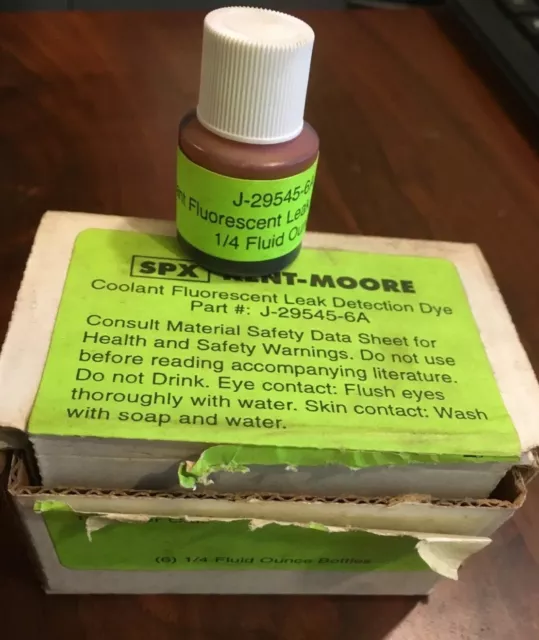 J-29545-6A
Fluorescent Leak
1/4 Fluid Ou
SPX KENT-MOORE
Coolant Fluorescent Leak Detection Dye
Part #: J-29545-6A
Consult Material Safety Data Sheet for
Health and Safety Warnings. Do not use
before reading accompanying literature.
Do not Drink. Eye contact: Flush eyes
thoroughly with water. Skin contact: Wash
with soap and water.
(6) 1/4 Fluid Ounce Bottles